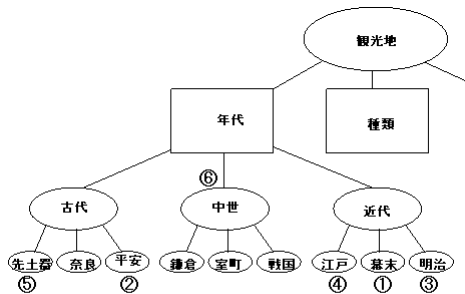 観光地
年代
種類
⑥
古代
中世
近代
先土器
奈良
平安
鎌倉
室町
戦国
江戸
幕末
明治
⑤
②
④
①
③